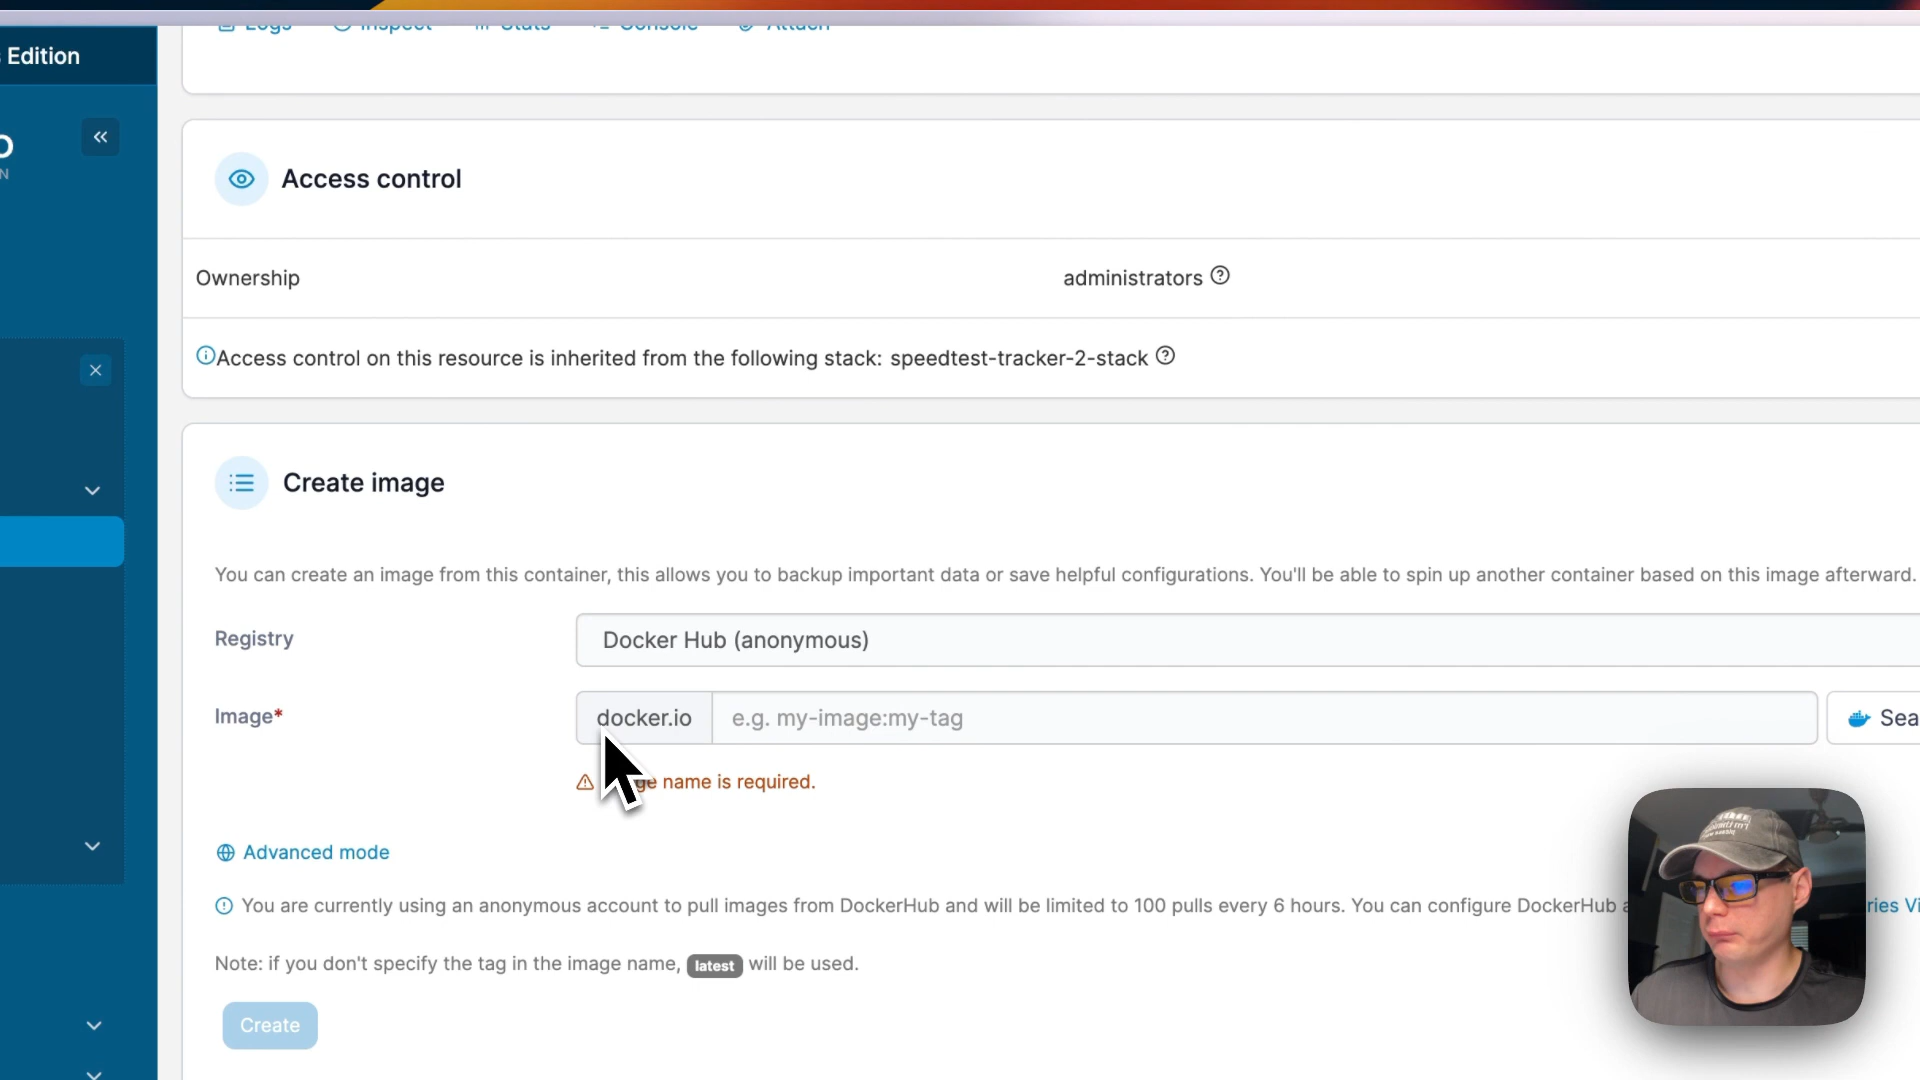 Logs Inspect Stats Console Attach
Edition
Access control
Ownership administrators
Access control on this resource is inherited from the following stack: speedtest-tracker-2-stack
Create image
You can create an image from this container, this allows you to backup important data or save helpful configurations. You'll be able to spin up another container based on this image afterward.
Registry Docker Hub (anonymous)
Image* docker.io e.g. my-image:my-tag Sea
name is required.
Advanced mode
You are currently using an anonymous account to pull images from DockerHub and will be limited to 100 pulls every 6 hours. You can configure DockerHub
Note: if you don't specify the tag in the image name, latest will be used.
Create